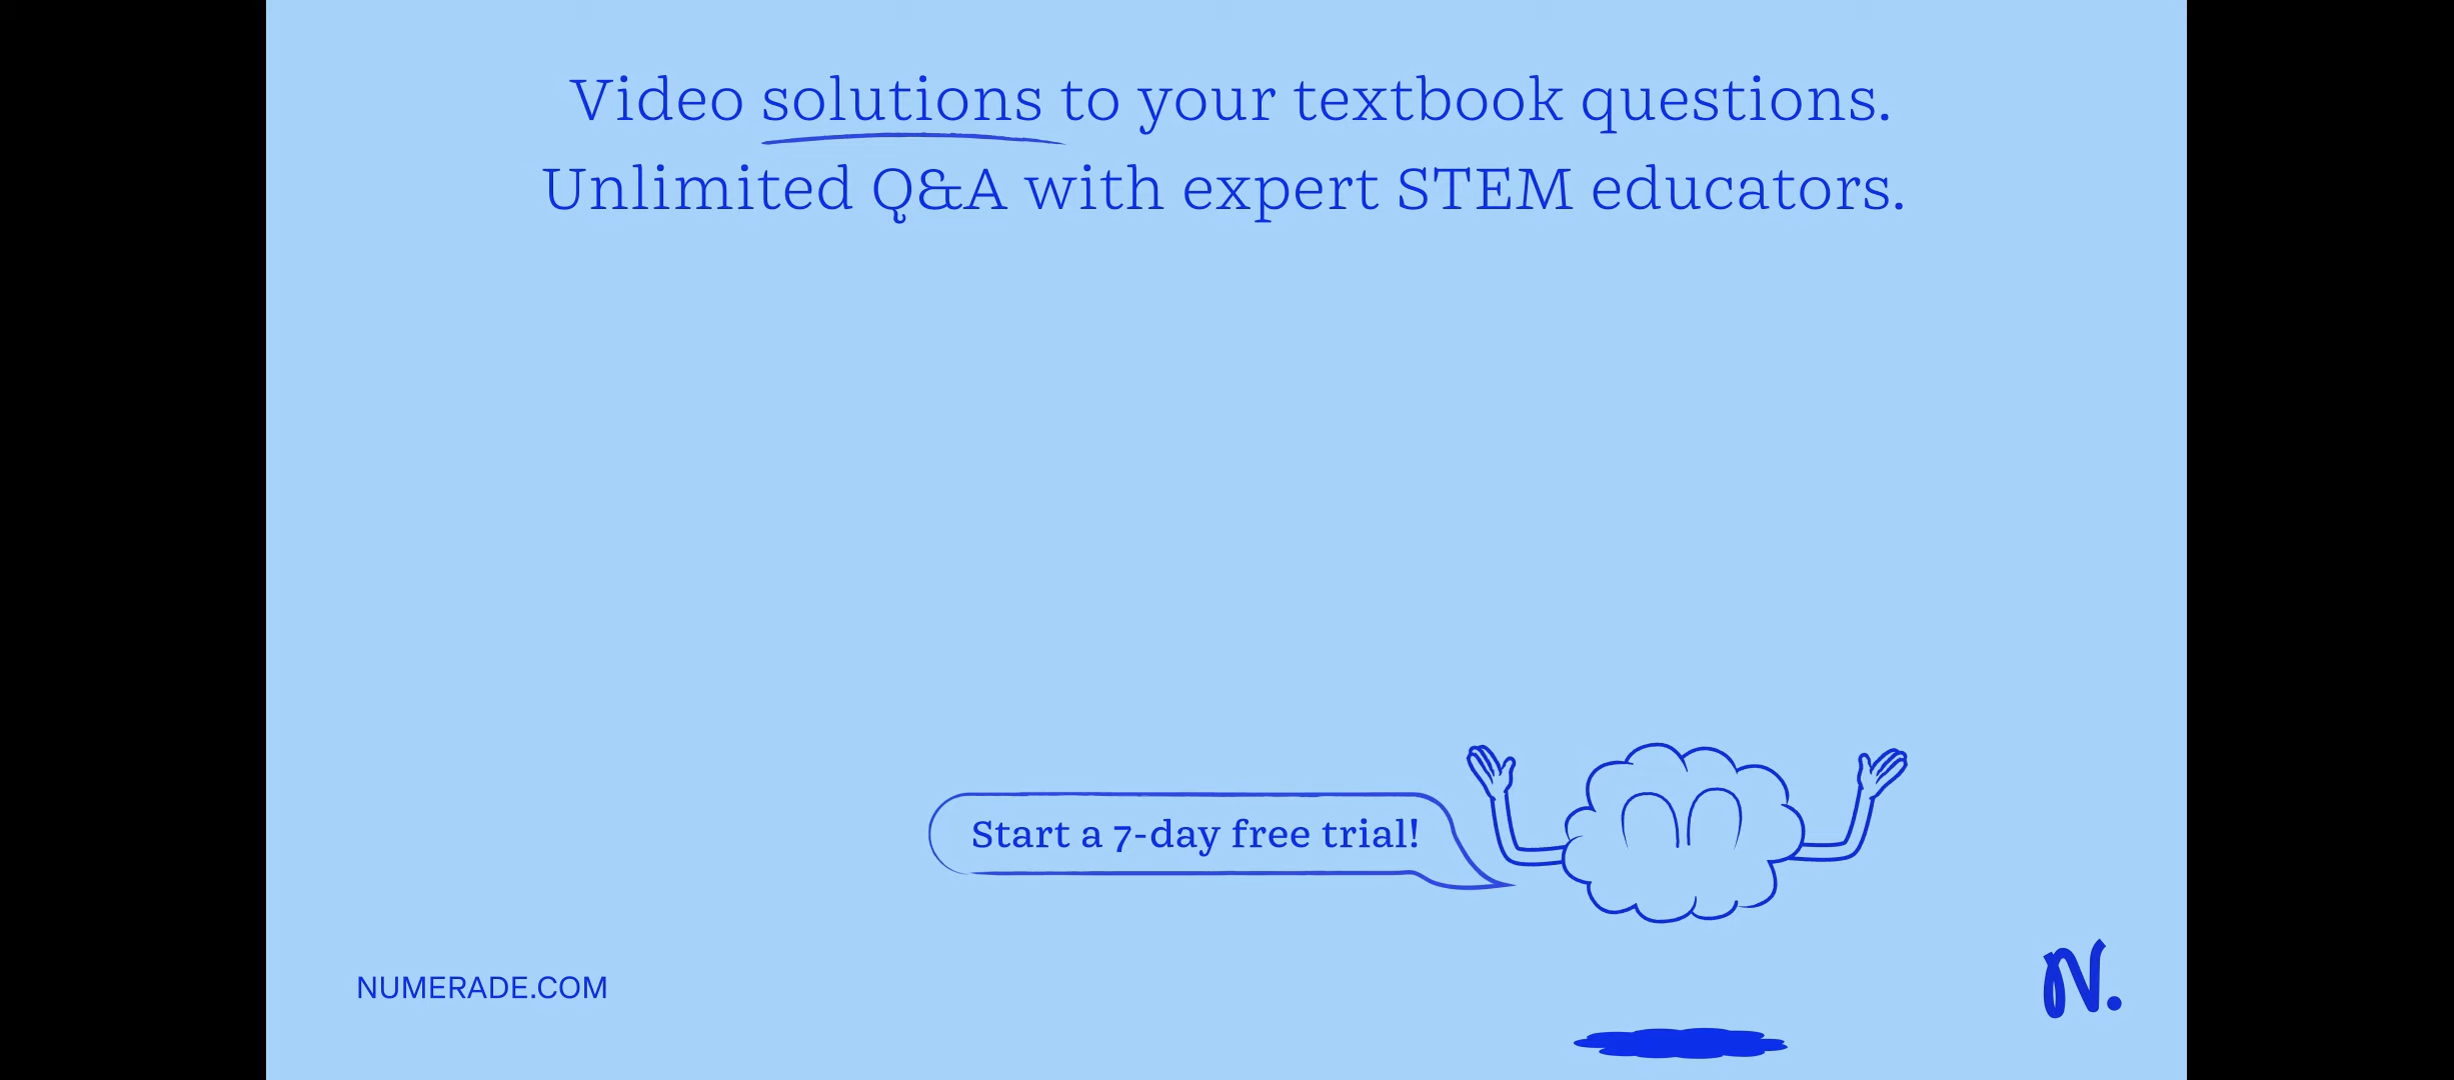 Video solutions to your textbook questions.
Unlimited Q&A with expert STEM educators.
Start a 7-day free trial!
NUMERADE.COM
N.